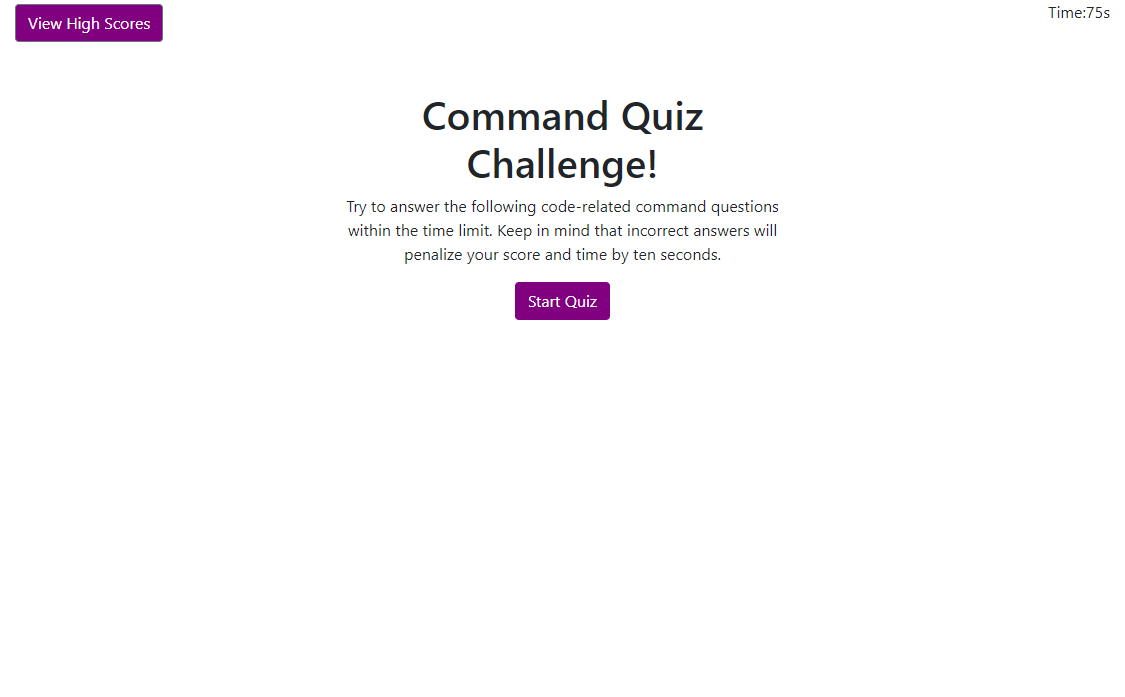 View High Scores
Time:75s
Command Quiz
Challenge!
Try to answer the following code-related command questions
within the time limit. Keep in mind that incorrect answers will
penalize your score and time by ten seconds.
Start Quiz